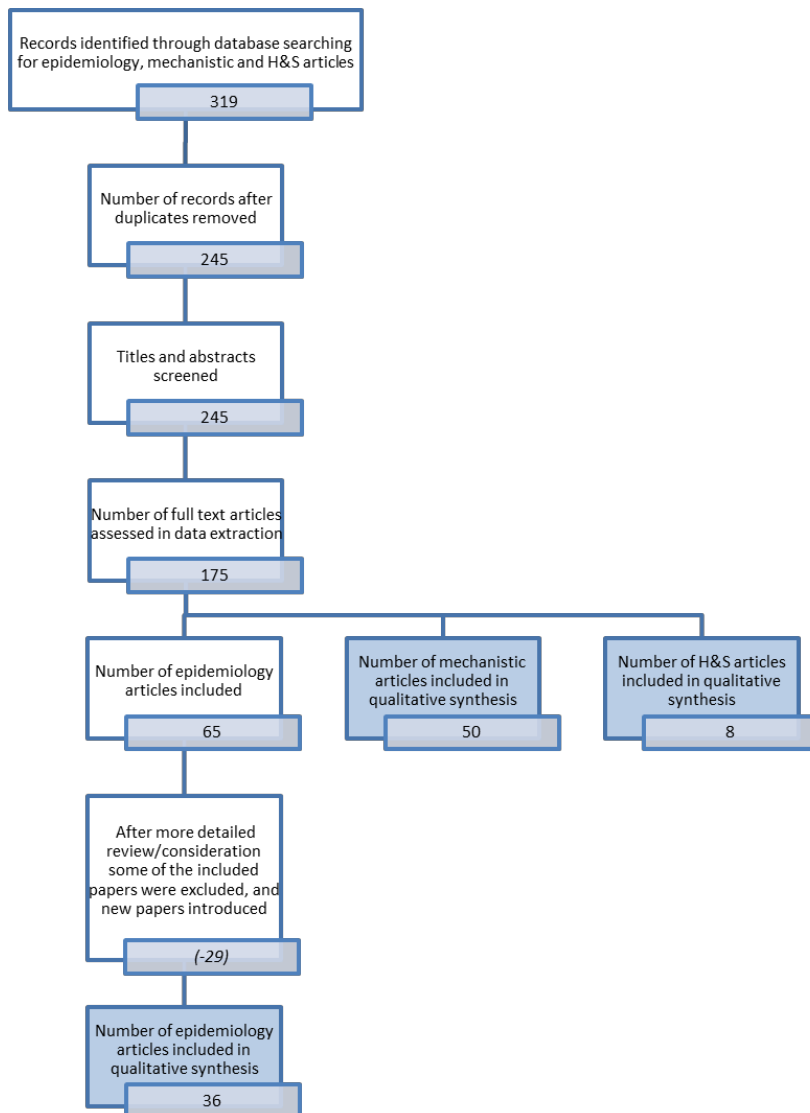 Records identified through database searching
for epidemiology, mechanistic and H&S articles
319
Number of records after
duplicates removed
245
Titles and abstracts
screened
245
Number of full text articles
assessed in data extraction
175
Number of epidemiology
articles included
65
Number of mechanistic
articles included in
qualitative synthesis
50
Number of H&S articles
included in qualitative
synthesis
8
After more detailed
review/consideration
some of the included
papers were excluded, and
new papers introduced
(-29)
Number of epidemiology
articles included in
qualitative synthesis
36